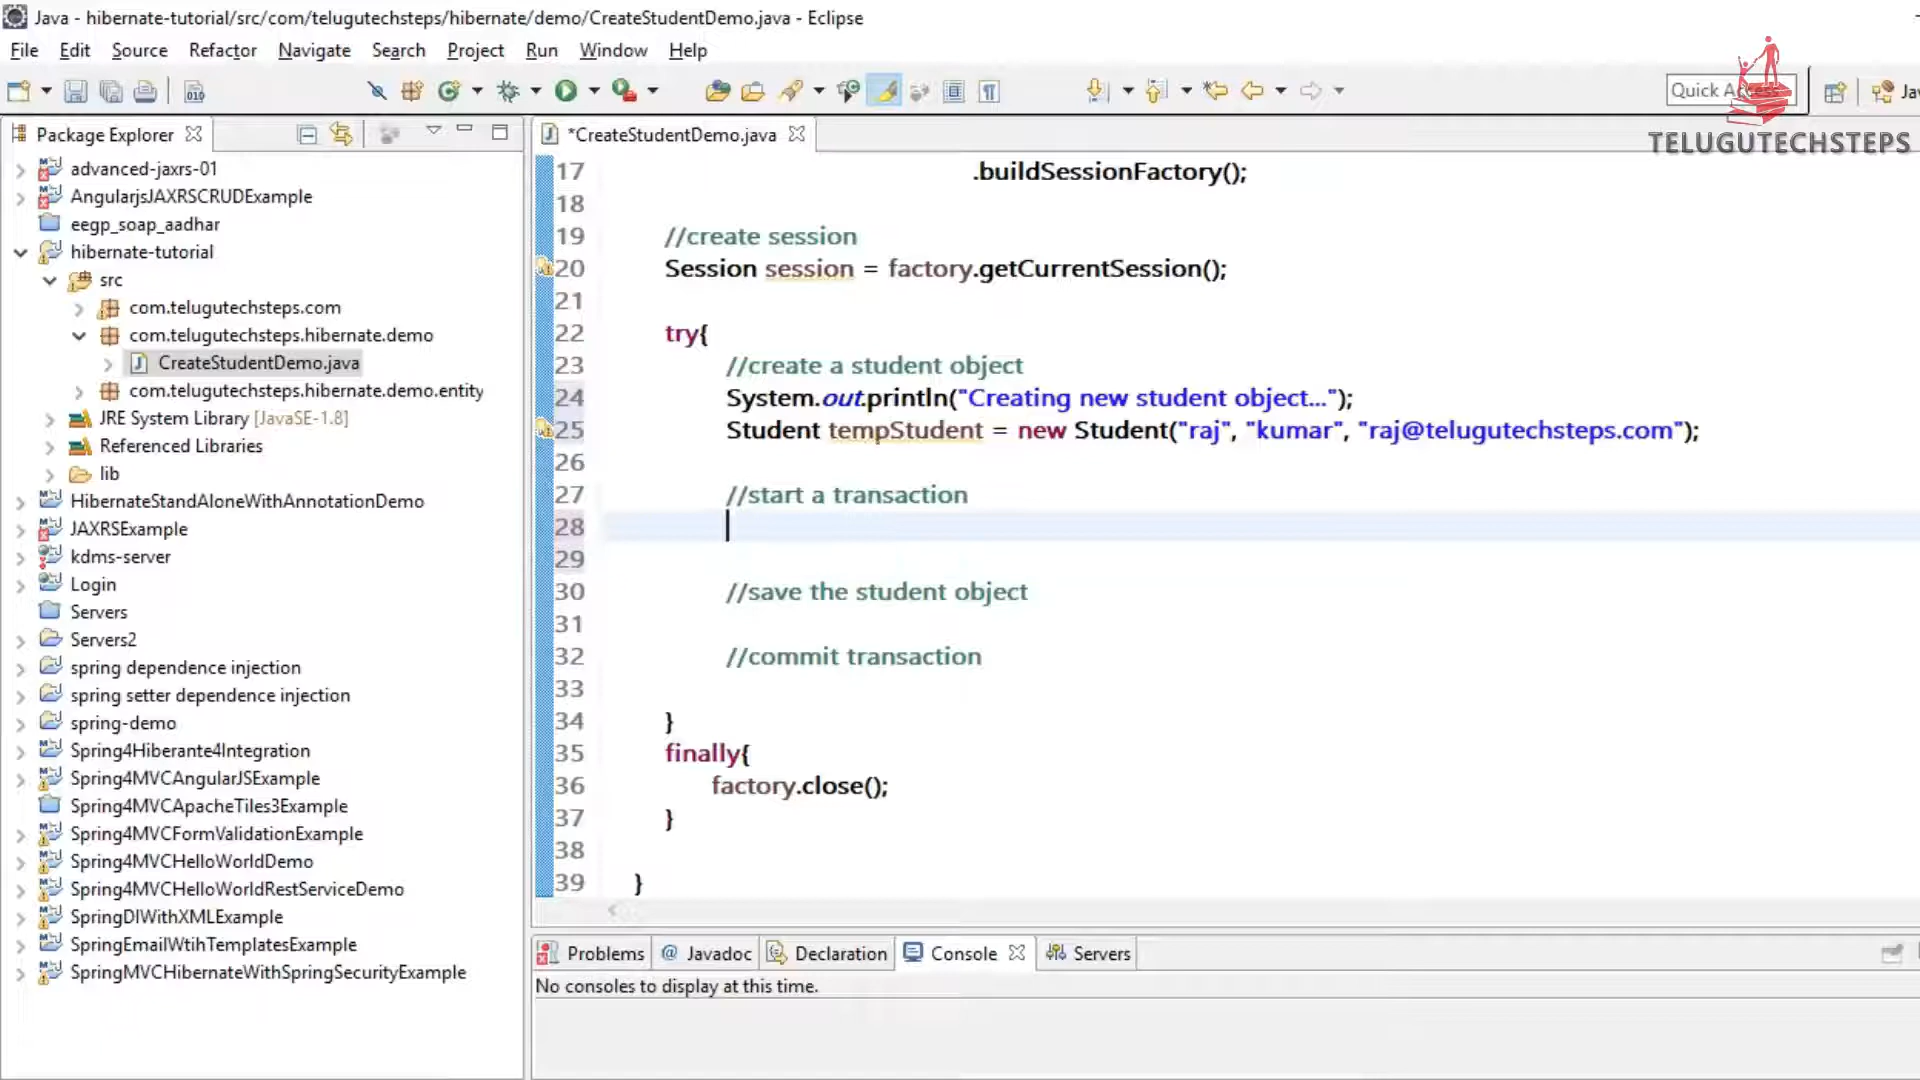 Java - hibernate-tutorial/src/com/telugutechsteps/hibernate/demo/CreateStudentDemo.java - Eclipse
File Edit Source Refactor Navigate Search Project Run Window Help
Quick Access
TELUGUTECHSTEPS
Package Explorer
*CreateStudentDemo.java
advanced-jaxrs-01
AngularjsJAXRSCRUDExample
eegp_soap_aadhar
hibernate-tutorial
src
com.telugutechsteps.com
com.telugutechsteps.hibernate.demo
CreateStudentDemo.java
com.telugutechsteps.hibernate.demo.entity
JRE System Library [JavaSE-1.8]
Referenced Libraries
lib
HibernateStandAloneWithAnnotationDemo
JAXRSExample
kdms-server
Login
Servers
Servers2
spring dependence injection
spring setter dependence injection
spring-demo
Spring4Hiberante4Integration
Spring4MVCAngularJSExample
Spring4MVCApacheTiles3Example
Spring4MVCFormValidationExample
Spring4MVCHelloWorldDemo
Spring4MVCHelloWorldRestServiceDemo
SpringDIWithXMLExample
SpringEmailWtihTemplatesExample
SpringMVCHibernateWithSpringSecurityExample
17 .buildSessionFactory();
18
19 //create session
20 Session session = factory.getCurrentSession();
21
22 try{
23 //create a student object
24 System.out.println("Creating new student object...");
25 Student tempStudent = new Student("raj", "kumar", "raj@telugutechsteps.com");
26
27 //start a transaction
28
29
30 //save the student object
31
32 //commit transaction
33
34 }
35 finally{
36 factory.close();
37 }
38
39 }
Problems @ Javadoc Declaration Console Servers
No consoles to display at this time.